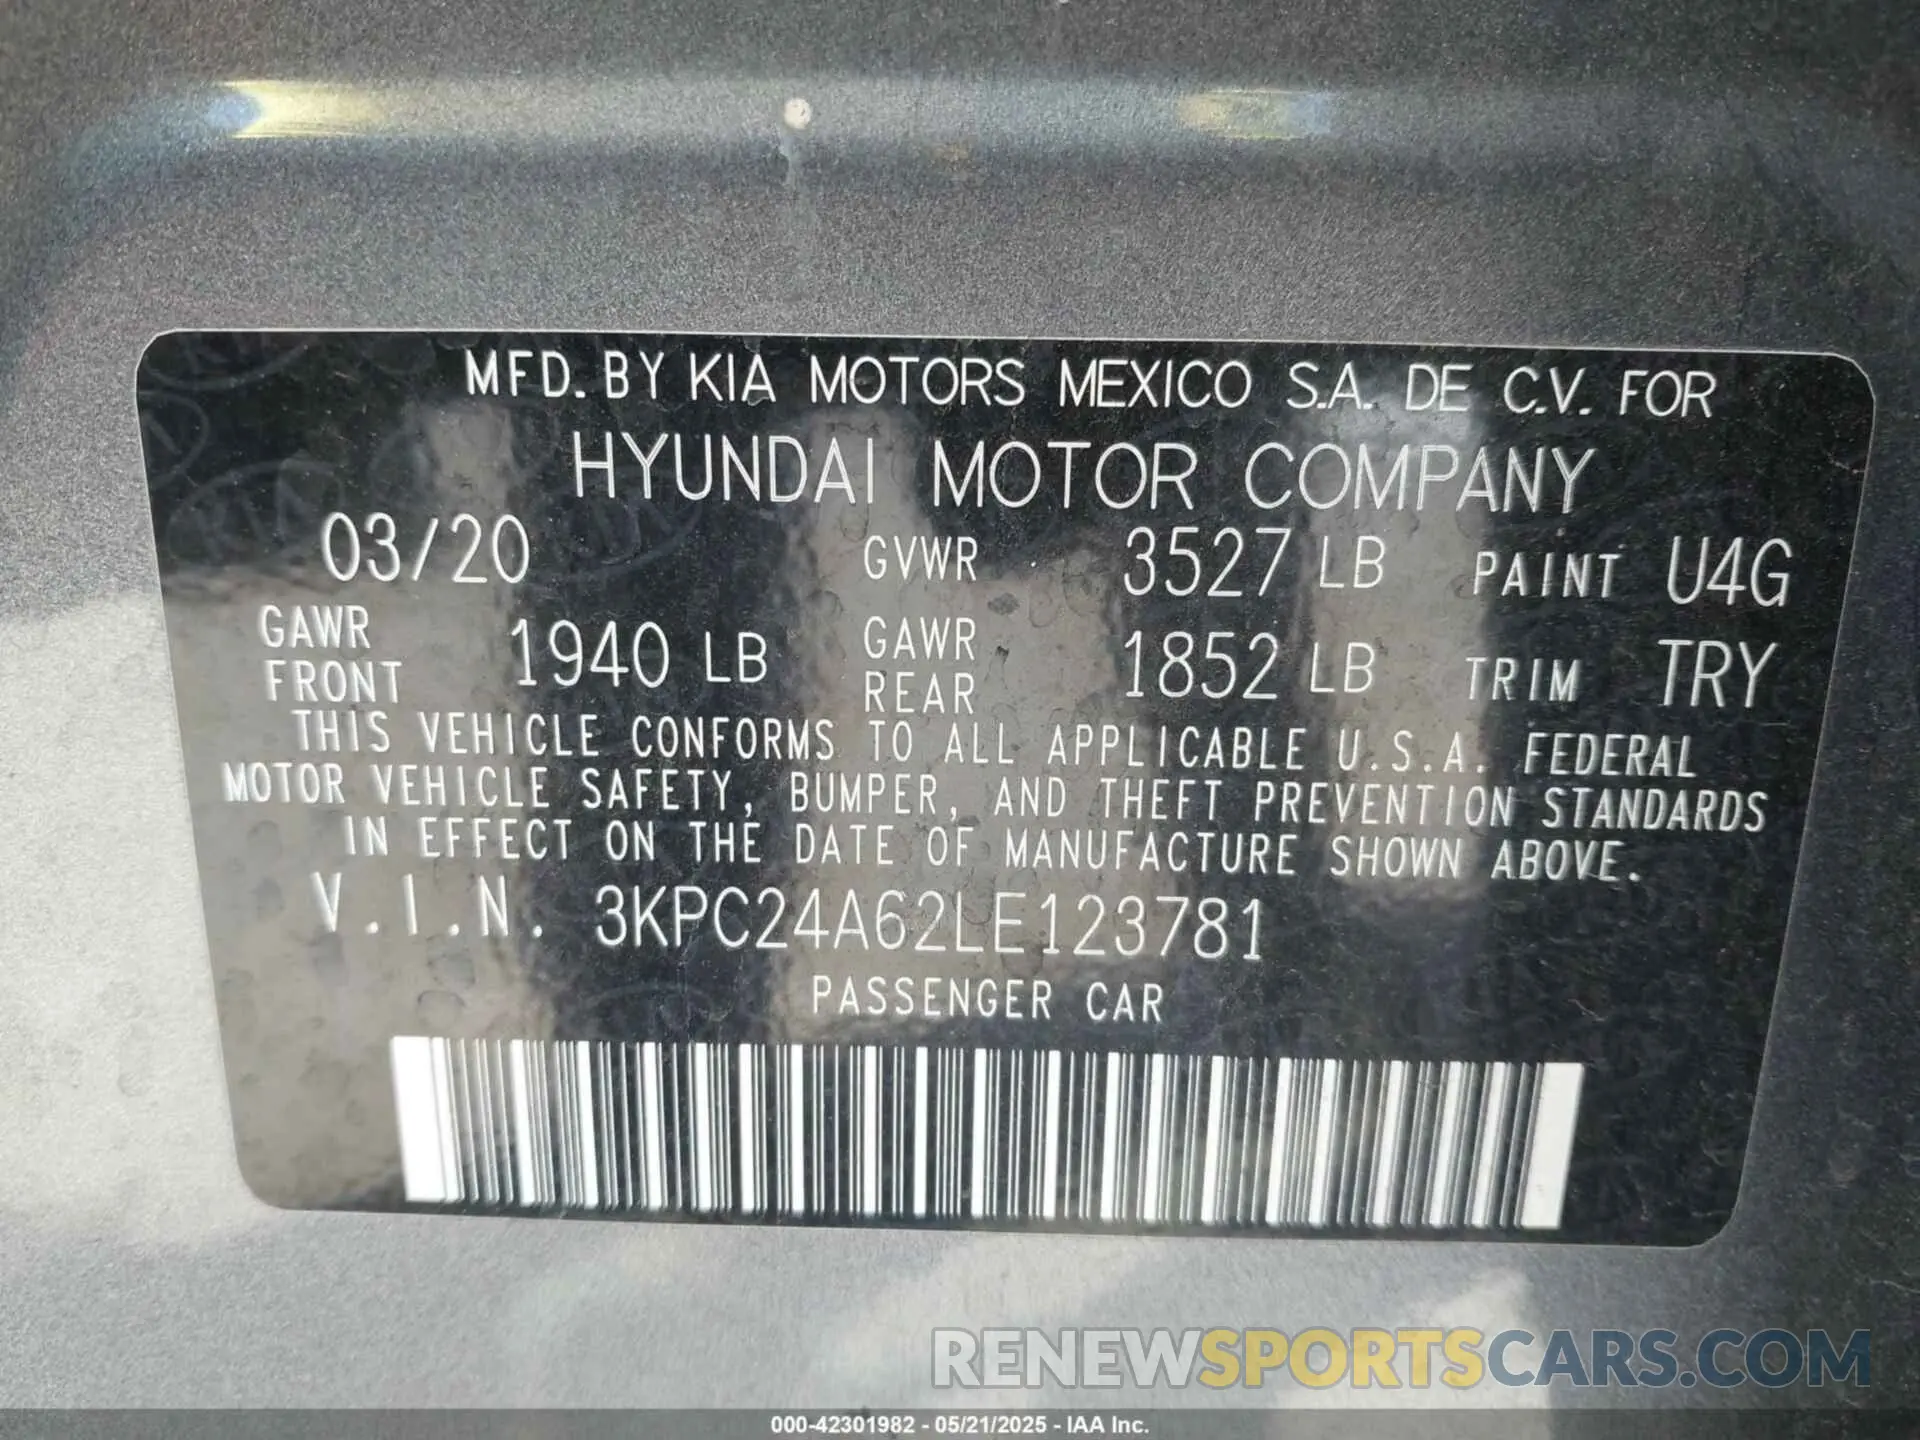 MFD. BY KIA MOTORS MEXICO S.A. DE C.V. FOR
HYUNDAI MOTOR COMPANY
03/20 GVWR 3527 LB PAINT U4G
GAWR FRONT 1940 LB GAWR REAR 1852 LB TRIM TRY
THIS VEHICLE CONFORMS TO ALL APPLICABLE U.S.A. FEDERAL
MOTOR VEHICLE SAFETY, BUMPER, AND THEFT PREVENTION STANDARDS
IN EFFECT ON THE DATE OF MANUFACTURE SHOWN ABOVE.
V.I.N. 3KPC24A62LE123781
PASSENGER CAR
RENEWSPORTSCARS.COM
000-42301982 - 05/21/2025 - IAA Inc.